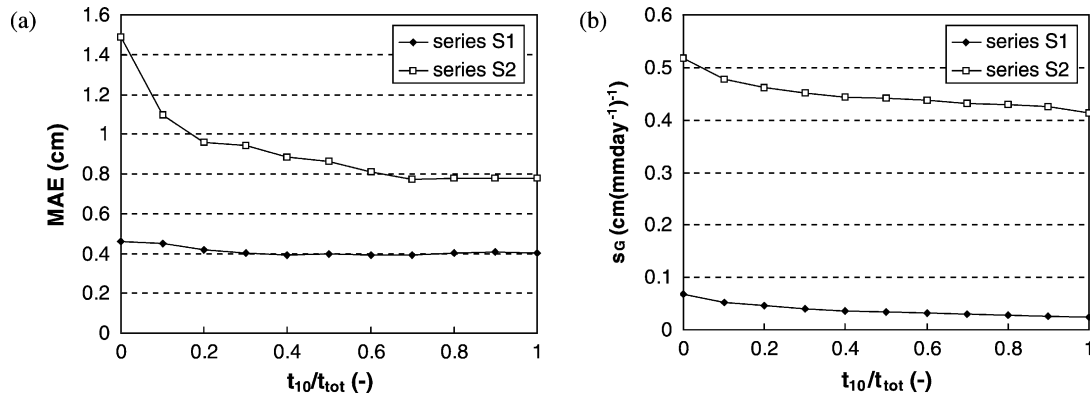 (a)
1.6
1.4
1.2
1
0.8
0.6
0.4
0.2
0
MAE (cm)
series S1
series S2
0 0.2 0.4 0.6 0.8 1
t10/ttot (-)
(b)
0.6
0.5
0.4
0.3
0.2
0.1
0
sG (cm(mmday-1)-1)
series S1
series S2
0 0.2 0.4 0.6 0.8 1
t10/ttot (-)